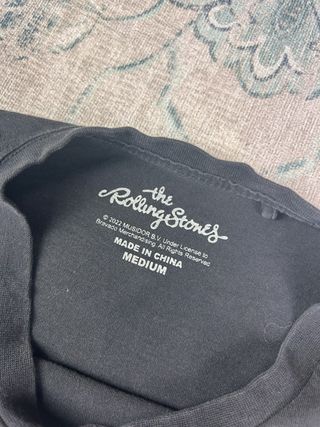 the
Rolling Stones
© 2022 MUSIDOR B.V. Under License to
Bravado Merchandising. All Rights Reserved.
MADE IN CHINA
MEDIUM